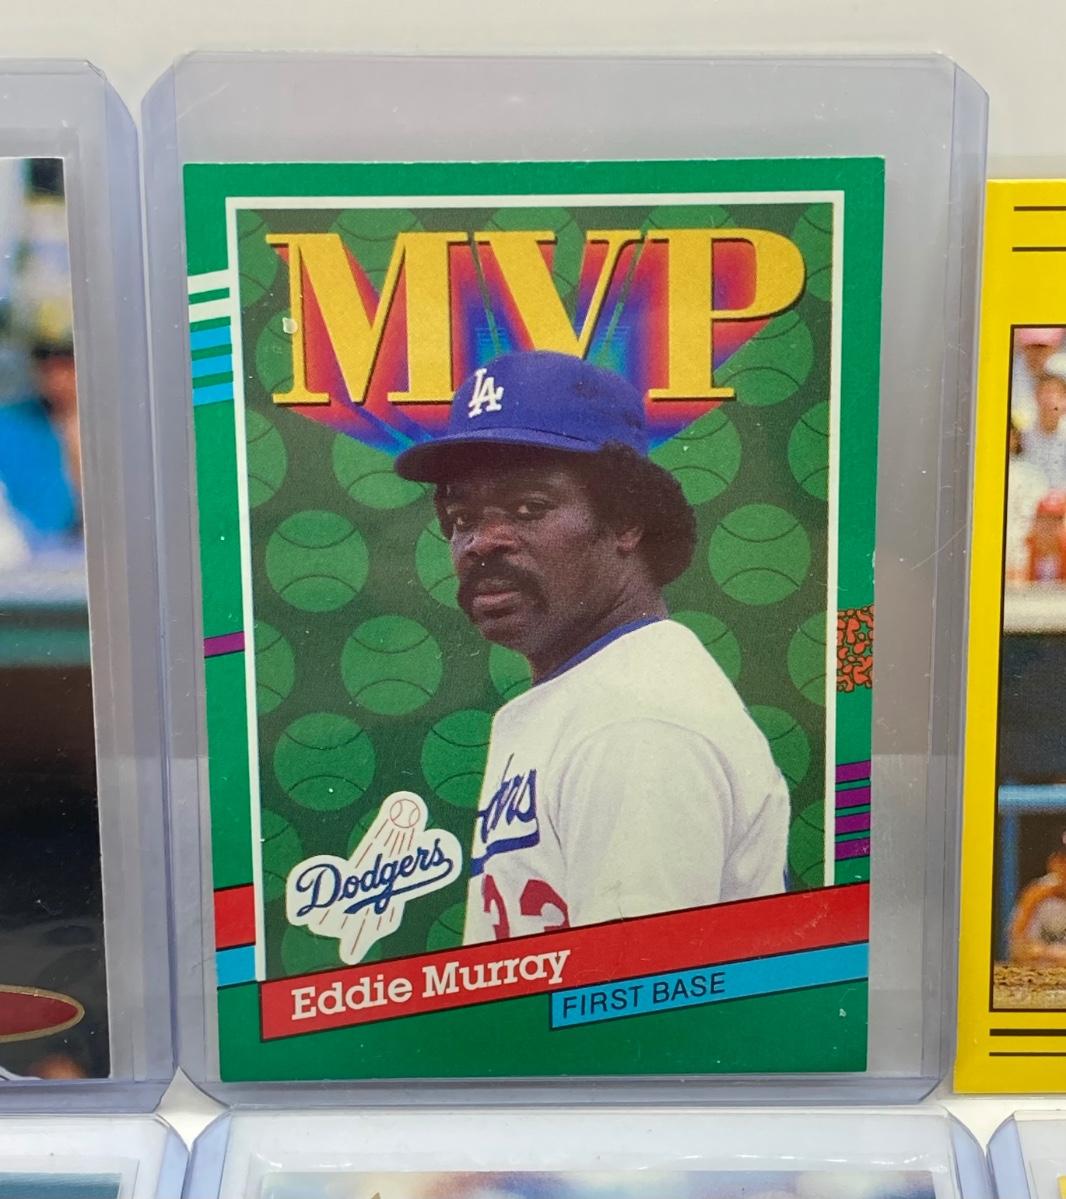 MVP
LA
Dodgers
Eddie Murray
FIRST BASE